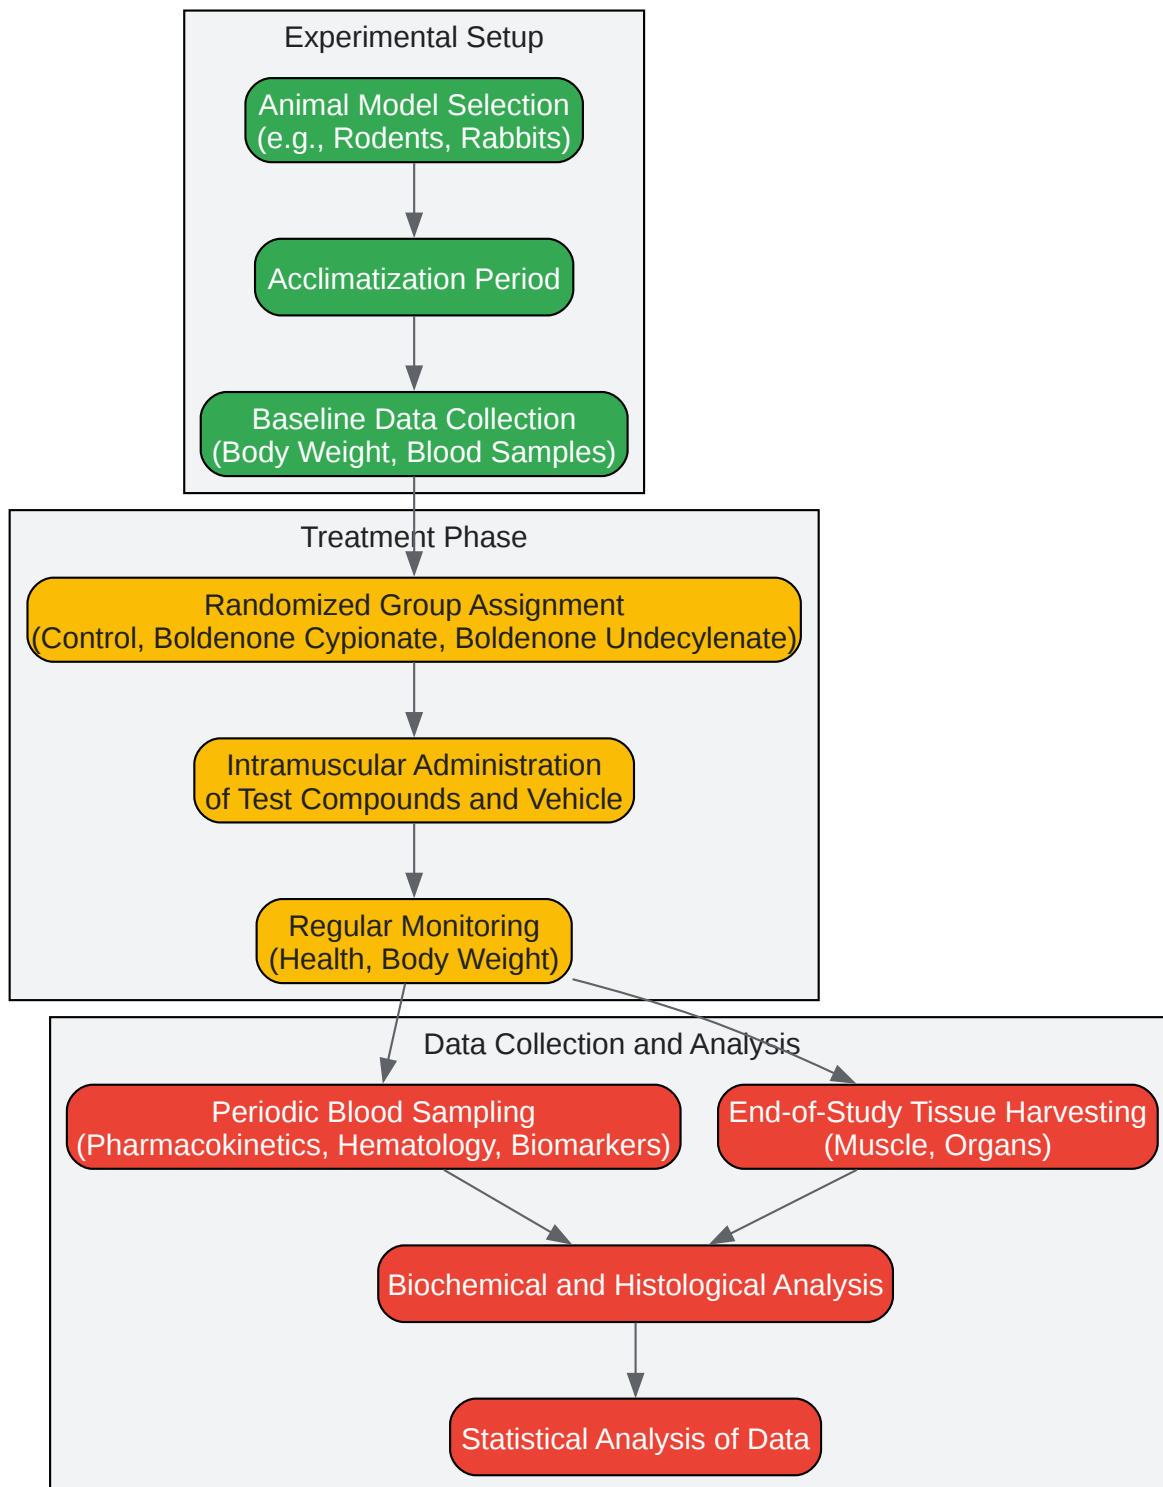 Experimental Setup
Animal Model Selection
(e.g., Rodents, Rabbits)
Acclimatization Period
Baseline Data Collection
(Body Weight, Blood Samples)
Treatment Phase
Randomized Group Assignment
(Control, Boldenone Cypionate, Boldenone Undecylenate)
Intramuscular Administration
of Test Compounds and Vehicle
Regular Monitoring
(Health, Body Weight)
Data Collection and Analysis
Periodic Blood Sampling
(Pharmacokinetics, Hematology, Biomarkers)
End-of-Study Tissue Harvesting
(Muscle, Organs)
Biochemical and Histological Analysis
Statistical Analysis of Data